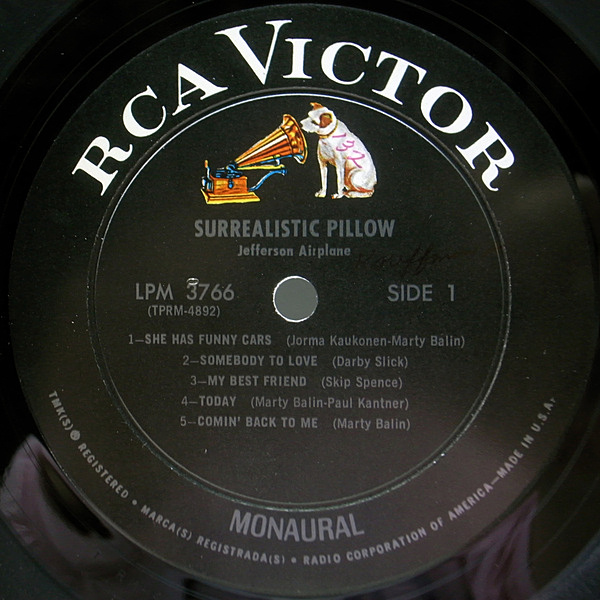 RCA VICTOR
132
SURREALISTIC PILLOW
Jefferson Airplane
LPM 3766
SIDE 1
(TPRM-4892)
1—SHE HAS FUNNY CARS (Jorma Kaukonen-Marty Balin)
2—SOMEBODY TO LOVE (Darby Slick)
3—MY BEST FRIEND (Skip Spence)
4—TODAY (Marty Balin-Paul Kantner)
5—COMIN' BACK TO ME (Marty Balin)
MONAURAL
TMK(S) ® REGISTERED • MARCA(S) REGISTRADA(S) • RADIO CORPORATION OF AMERICA—MADE IN U.S.A.